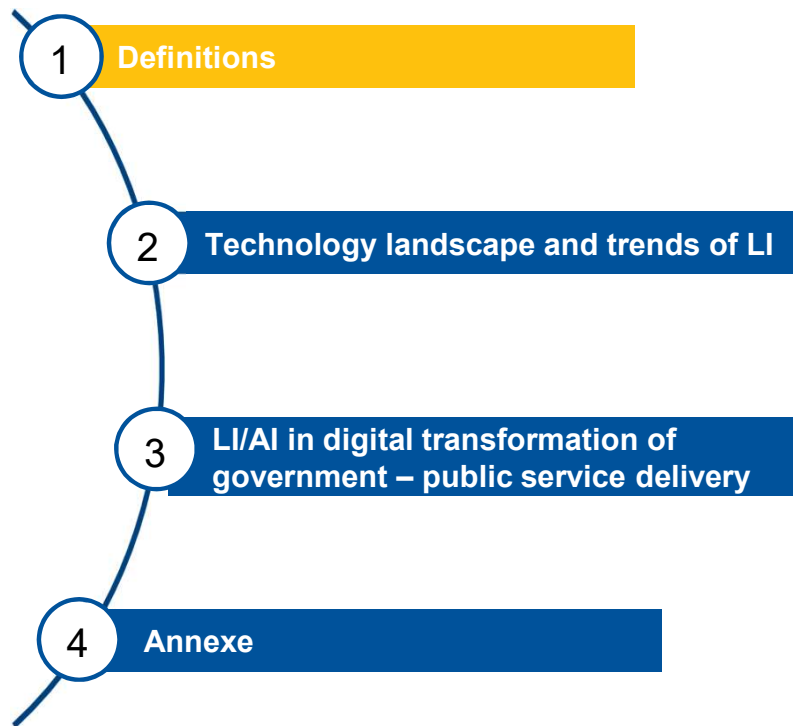 1
Definitions
2
Technology landscape and trends of LI
3
LI/AI in digital transformation of
government – public service delivery
4
Annexe